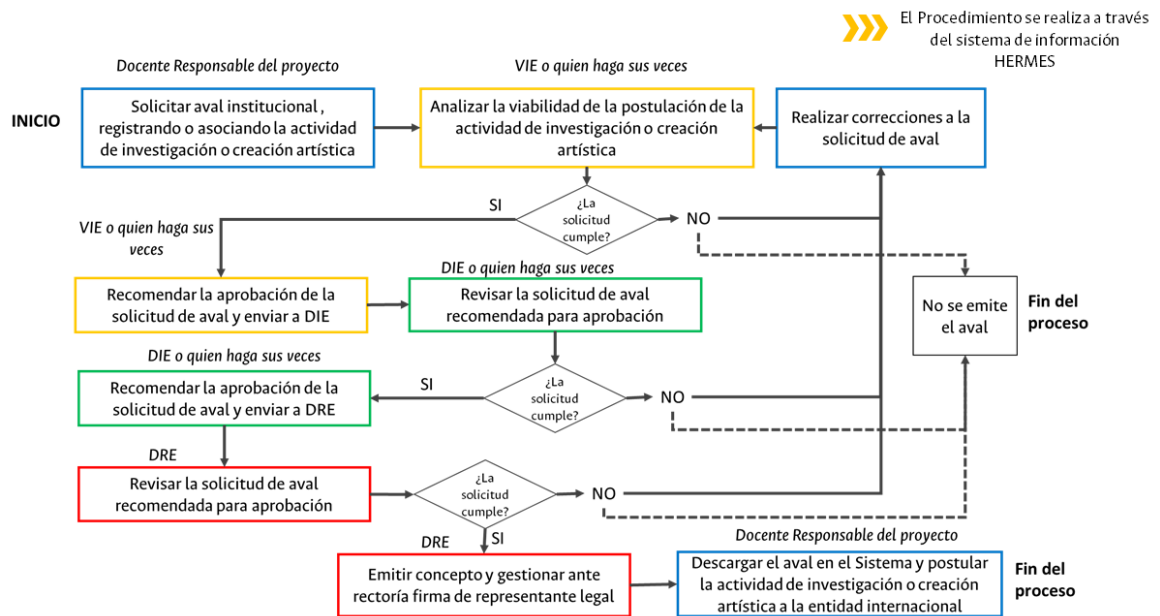 El Procedimiento se realiza a través
del sistema de información
HERMES
Docente Responsable del proyecto
VIE o quien haga sus veces
INICIO
Solicitar aval institucional ,
registrando o asociando la actividad
de investigación o creación artística
Analizar la viabilidad de la postulación de la
actividad de investigación o creación
artística
Realizar correcciones a la
solicitud de aval
¿La
solicitud
cumple?
SI
NO
VIE o quien haga sus
veces
DIE o quien haga sus veces
Recomendar la aprobación de la
solicitud de aval y enviar a DIE
Revisar la solicitud de aval
recomendada para aprobación
No se emite
el aval
Fin del
proceso
DIE o quien haga sus veces
Recomendar la aprobación de la
solicitud de aval y enviar a DRE
SI
¿La
solicitud
cumple?
NO
DRE
Revisar la solicitud de aval
recomendada para aprobación
¿La
solicitud
cumple?
NO
DRE
SI
Docente Responsable del proyecto
Emitir concepto y gestionar ante
rectoría firma de representante legal
Descargar el aval en el Sistema y postular
la actividad de investigación o creación
artística a la entidad internacional
Fin del
proceso